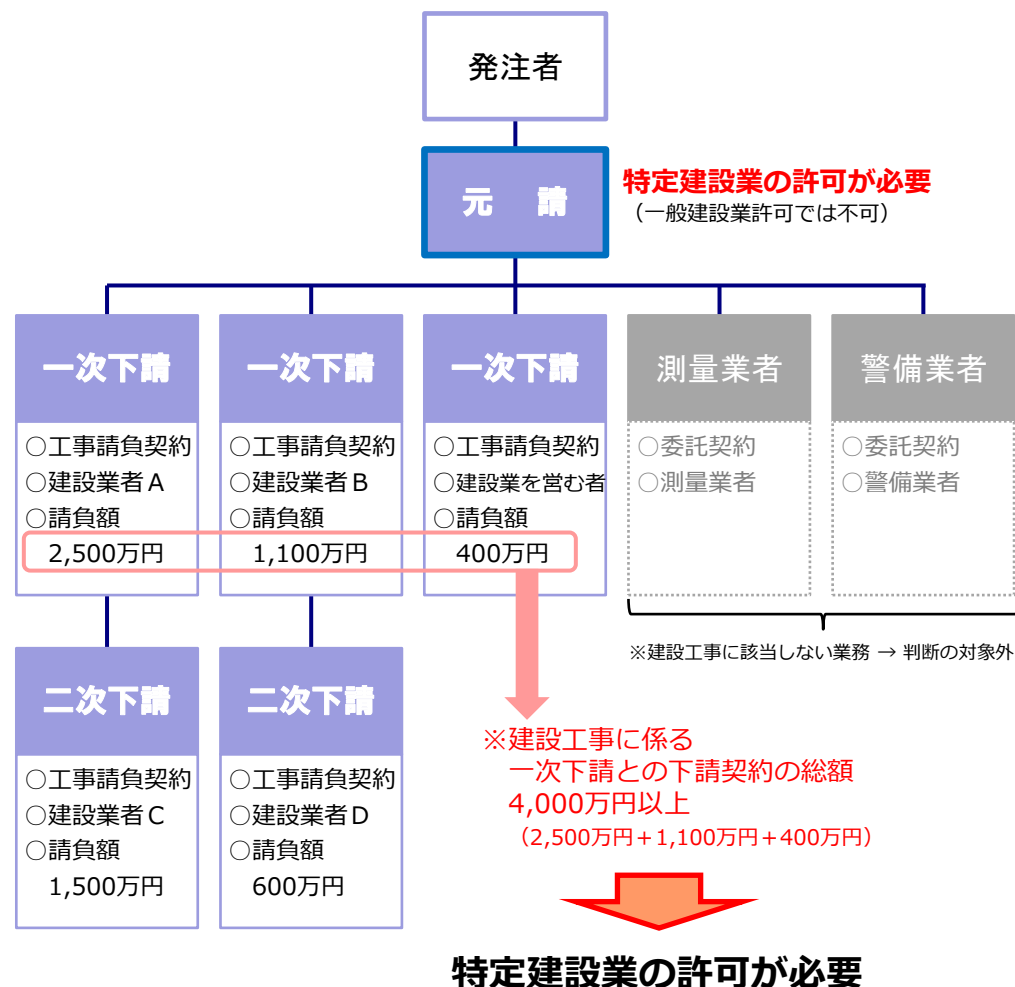 発注者
元 請
特定建設業の許可が必要
（一般建設業許可では不可）
一次下請
○工事請負契約
○建設業者Ａ
○請負額
2,500万円
一次下請
○工事請負契約
○建設業者Ｂ
○請負額
1,100万円
一次下請
○工事請負契約
○建設業を営む者
○請負額
400万円
測量業者
○委託契約
○測量業者
警備業者
○委託契約
○警備業者
※建設工事に該当しない業務 → 判断の対象外
二次下請
○工事請負契約
○建設業者Ｃ
○請負額
1,500万円
二次下請
○工事請負契約
○建設業者Ｄ
○請負額
600万円
※建設工事に係る
一次下請との下請契約の総額
4,000万円以上
（2,500万円＋1,100万円＋400万円）
特定建設業の許可が必要